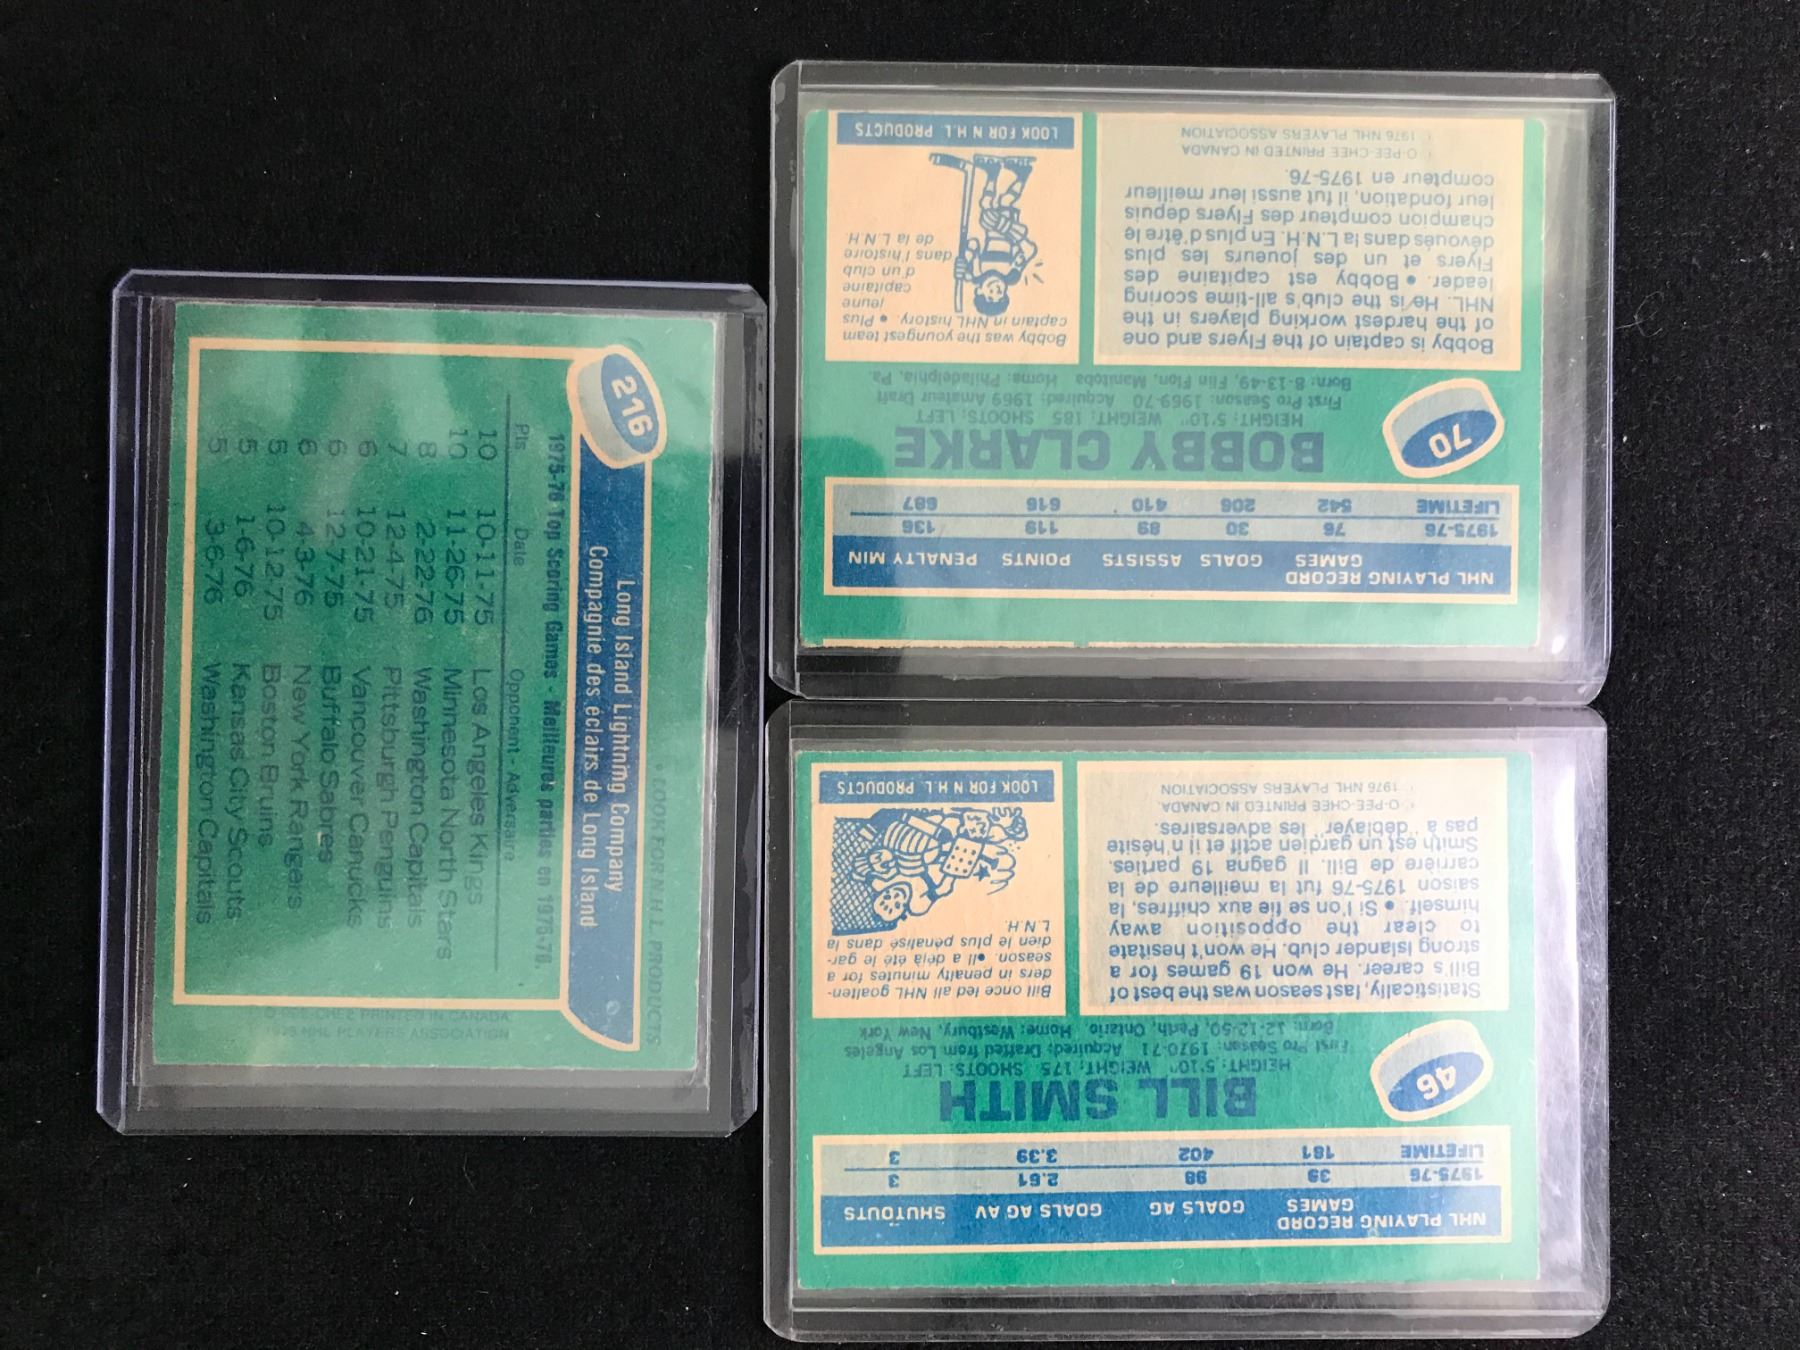 LOOK FOR N.H.L. PRODUCTS
216
Long Island Lightning Company
Compagnie des éclairs de Long Island
1975-76 Top Scoring Games - Meilleures parties en 1975-76.
Pts Date Opponent - Adversaire
10 10-11-75 Los Angeles Kings
10 11-26-75 Minnesota North Stars
8 2-22-76 Washington Capitals
7 12-4-75 Pittsburgh Penguins
6 10-21-75 Vancouver Canucks
6 12-7-75 Buffalo Sabres
6 4-3-76 New York Rangers
5 10-12-75 Boston Bruins
5 1-6-76 Kansas City Scouts
5 3-6-76 Washington Capitals
© O-PEE-CHEE PRINTED IN CANADA
1976 NHL PLAYERS ASSOCIATION
NHL PLAYING RECORD GAMES GOALS ASSISTS POINTS PENALTY MIN
1975-76 76 30 89 119 136
LIFETIME 542 206 410 616 687
70
BOBBY CLARKE
HEIGHT: 5'10" WEIGHT: 185 SHOOTS: LEFT
First Pro Season: 1969-70 Acquired: 1969 Amateur Draft
Born: 8-13-49, Flin Flon, Manitoba Home: Philadelphia, Pa.
Bobby is captain of the Flyers and one
of the hardest working players in the
NHL. He is the club's all-time scoring
leader. • Bobby est capitaine des
Flyers et un des joueurs les plus
dévoués dans la L.N.H. En plus d'être le
champion compteur des Flyers depuis
leur fondation, il fut aussi leur meilleur
compteur en 1975-76.
© O-PEE-CHEE PRINTED IN CANADA
© 1976 NHL PLAYERS ASSOCIATION
Bobby was the youngest team
captain in NHL history. • Plus
jeune
capitaine
d'un club
dans l'histoire
de la L.N.H.
LOOK FOR N.H.L. PRODUCTS
NHL PLAYING RECORD GAMES GOALS AG GOALS AG AV SHUTOUTS
1975-76 39 98 2.61 3
LIFETIME 181 402 3.39 3
46
BILL SMITH
HEIGHT: 5'10" WEIGHT: 175 SHOOTS: LEFT
First Pro Season: 1970-71 Acquired: Drafted from Los Angeles
Born: 12-12-50, Perth, Ontario Home: Westbury, New York
Statistically, last season was the best of
Bill's career. He won 19 games for a
strong Islander club. He won't hesitate
to clear the opposition away
himself. • Si l'on se fie aux chiffres, la
saison 1975-76 fut la meilleure de la
carrière de Bill. Il gagna 19 parties.
Smith est un gardien actif et il n'hésite
pas à "déblayer" les adversaires.
© O-PEE-CHEE PRINTED IN CANADA
© 1976 NHL PLAYERS ASSOCIATION
Bill once led all NHL goalten-
ders in penalty minutes for a
season. • Il a déjà été le gar-
dien le plus pénalisé dans la
L.N.H.
LOOK FOR N.H.L. PRODUCTS